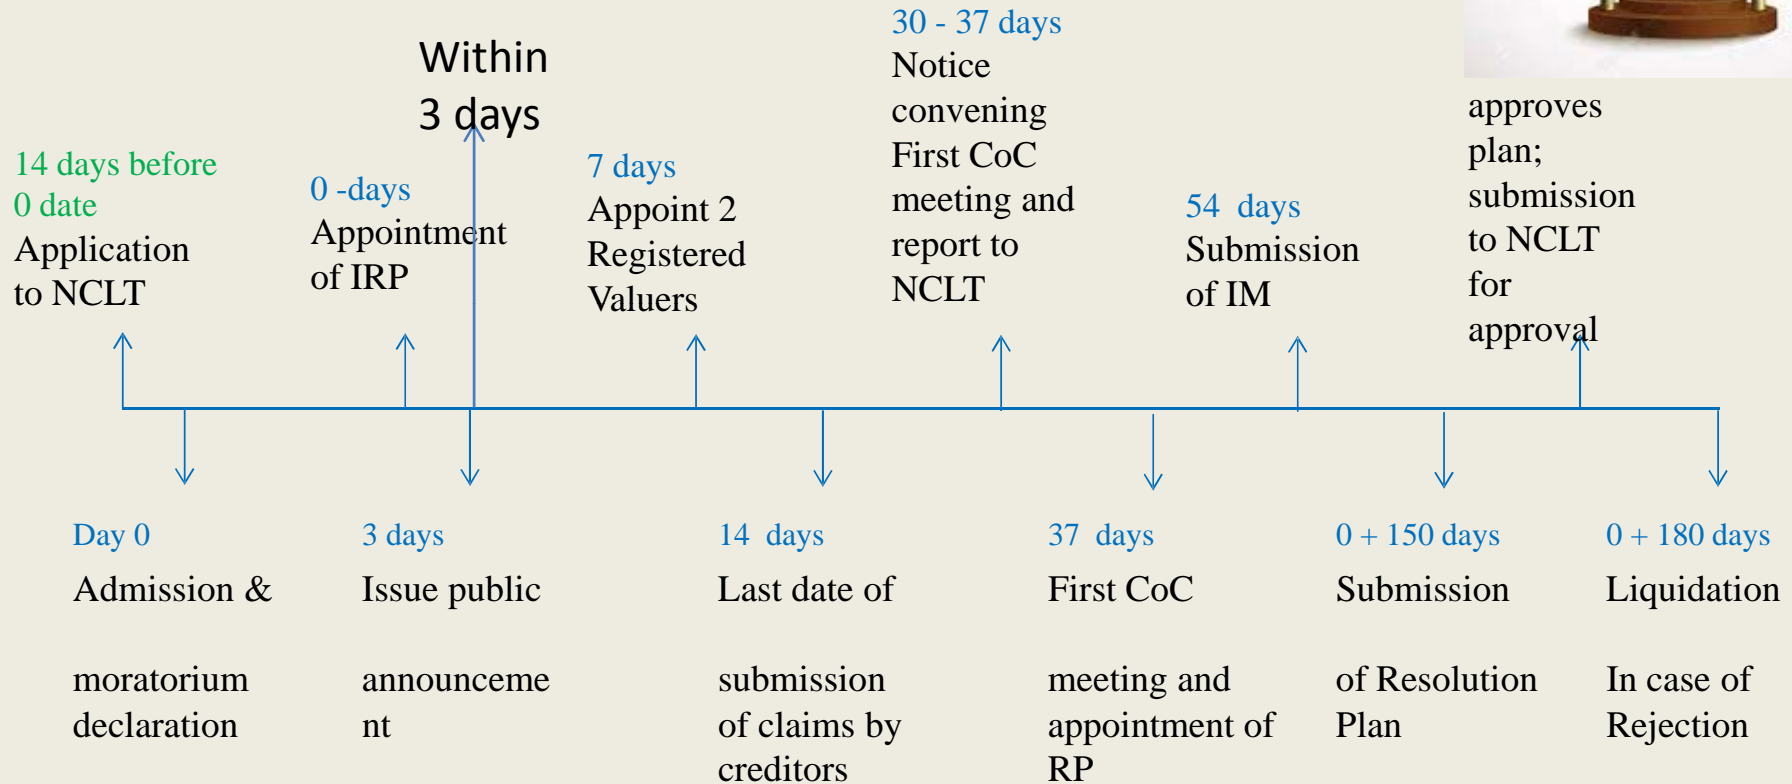 Within
3 days
14 days before
0 date
Application
to NCLT
0 -days
Appointment
of IRP
7 days
Appoint 2
Registered
Valuers
30 - 37 days
Notice
convening
First CoC
meeting and
report to
NCLT
54 days
Submission
of IM
approves
plan;
submission
to NCLT
for
approval
Day 0
Admission &
moratorium
declaration
3 days
Issue public
announceme
nt
14 days
Last date of
submission
of claims by
creditors
37 days
First CoC
meeting and
appointment of
RP
0 + 150 days
Submission
of Resolution
Plan
0 + 180 days
Liquidation
In case of
Rejection